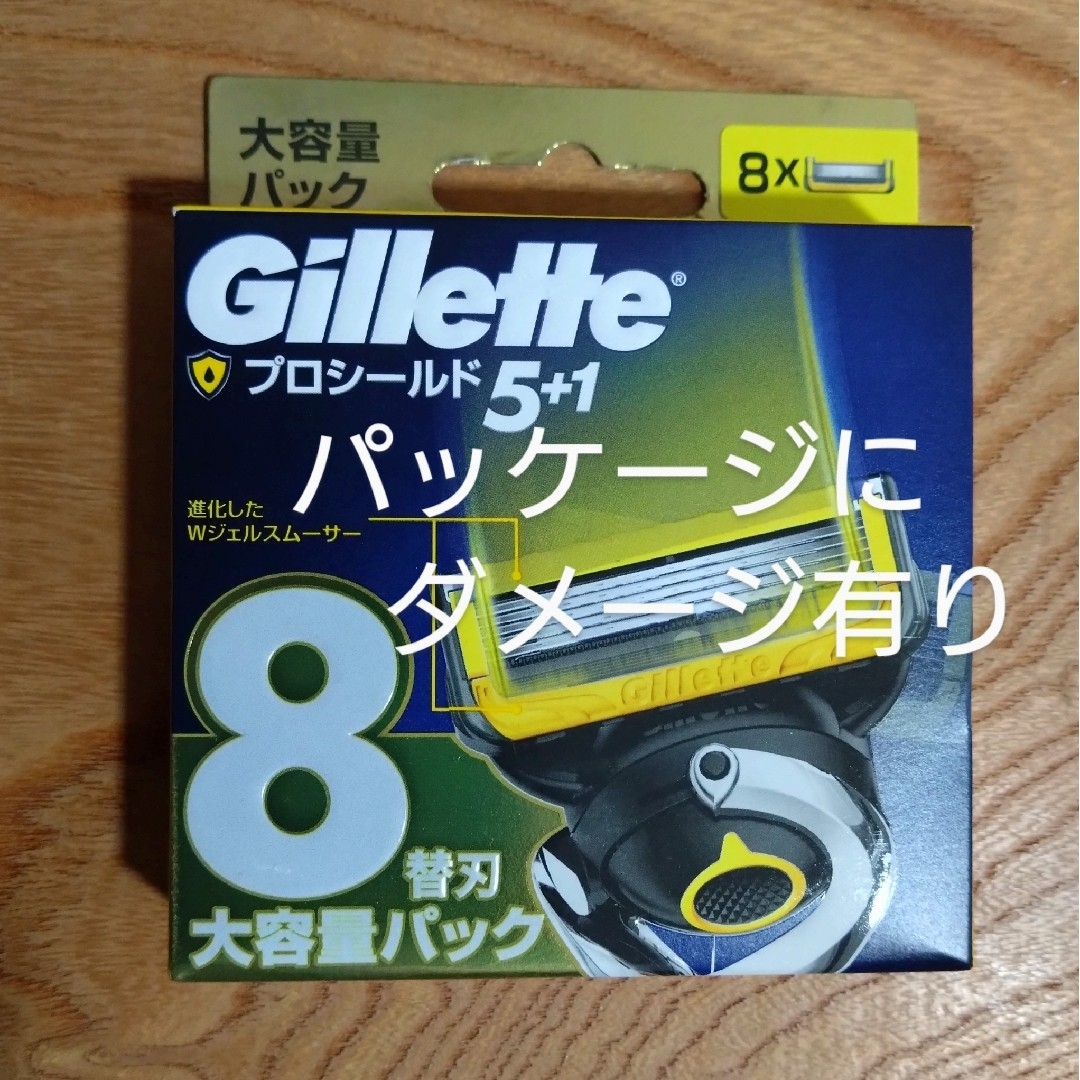 大容量
パック
8x
Gillette®
プロシールド 5+1
パッケージに
進化した
Wジェルスムーサー
ダメージ有り
Gillette
8
替刃
大容量パック